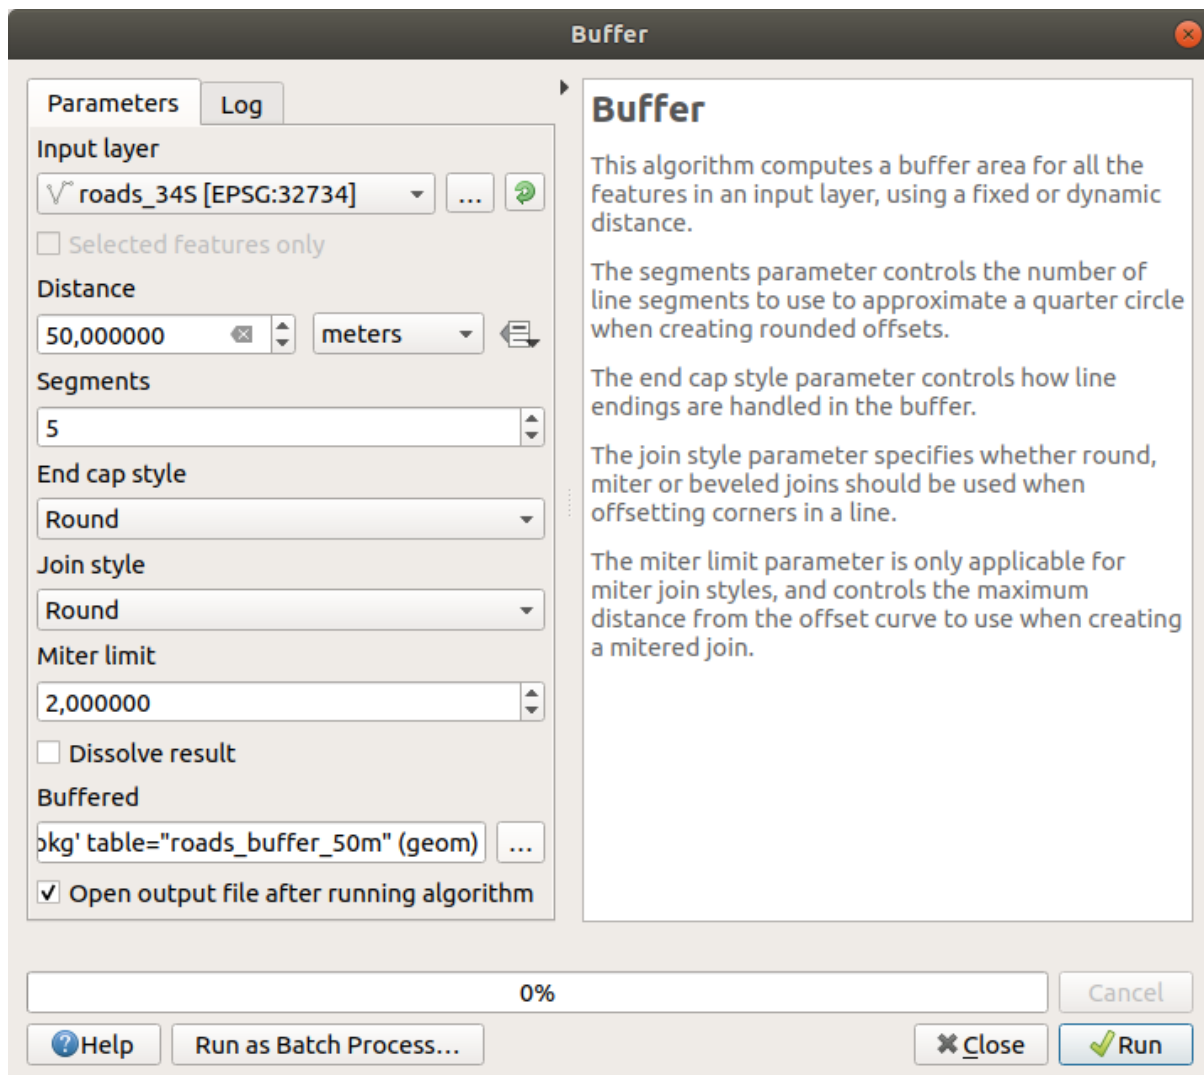 Buffer
Parameters
Log
Input layer
roads_34S [EPSG:32734]
...
Selected features only
Distance
50,000000
meters
Segments
5
End cap style
Round
Join style
Round
Miter limit
2,000000
Dissolve result
Buffered
table="roads_buffer_50m" (geom)
...
Open output file after running algorithm
Buffer
This algorithm computes a buffer area for all the
features in an input layer, using a fixed or dynamic
distance.
The segments parameter controls the number of
line segments to use to approximate a quarter circle
when creating rounded offsets.
The end cap style parameter controls how line
endings are handled in the buffer.
The join style parameter specifies whether round,
miter or beveled joins should be used when
offsetting corners in a line.
The miter limit parameter is only applicable for
miter join styles, and controls the maximum
distance from the offset curve to use when creating
a mitered join.
0%
Cancel
Help
Run as Batch Process...
Close
Run